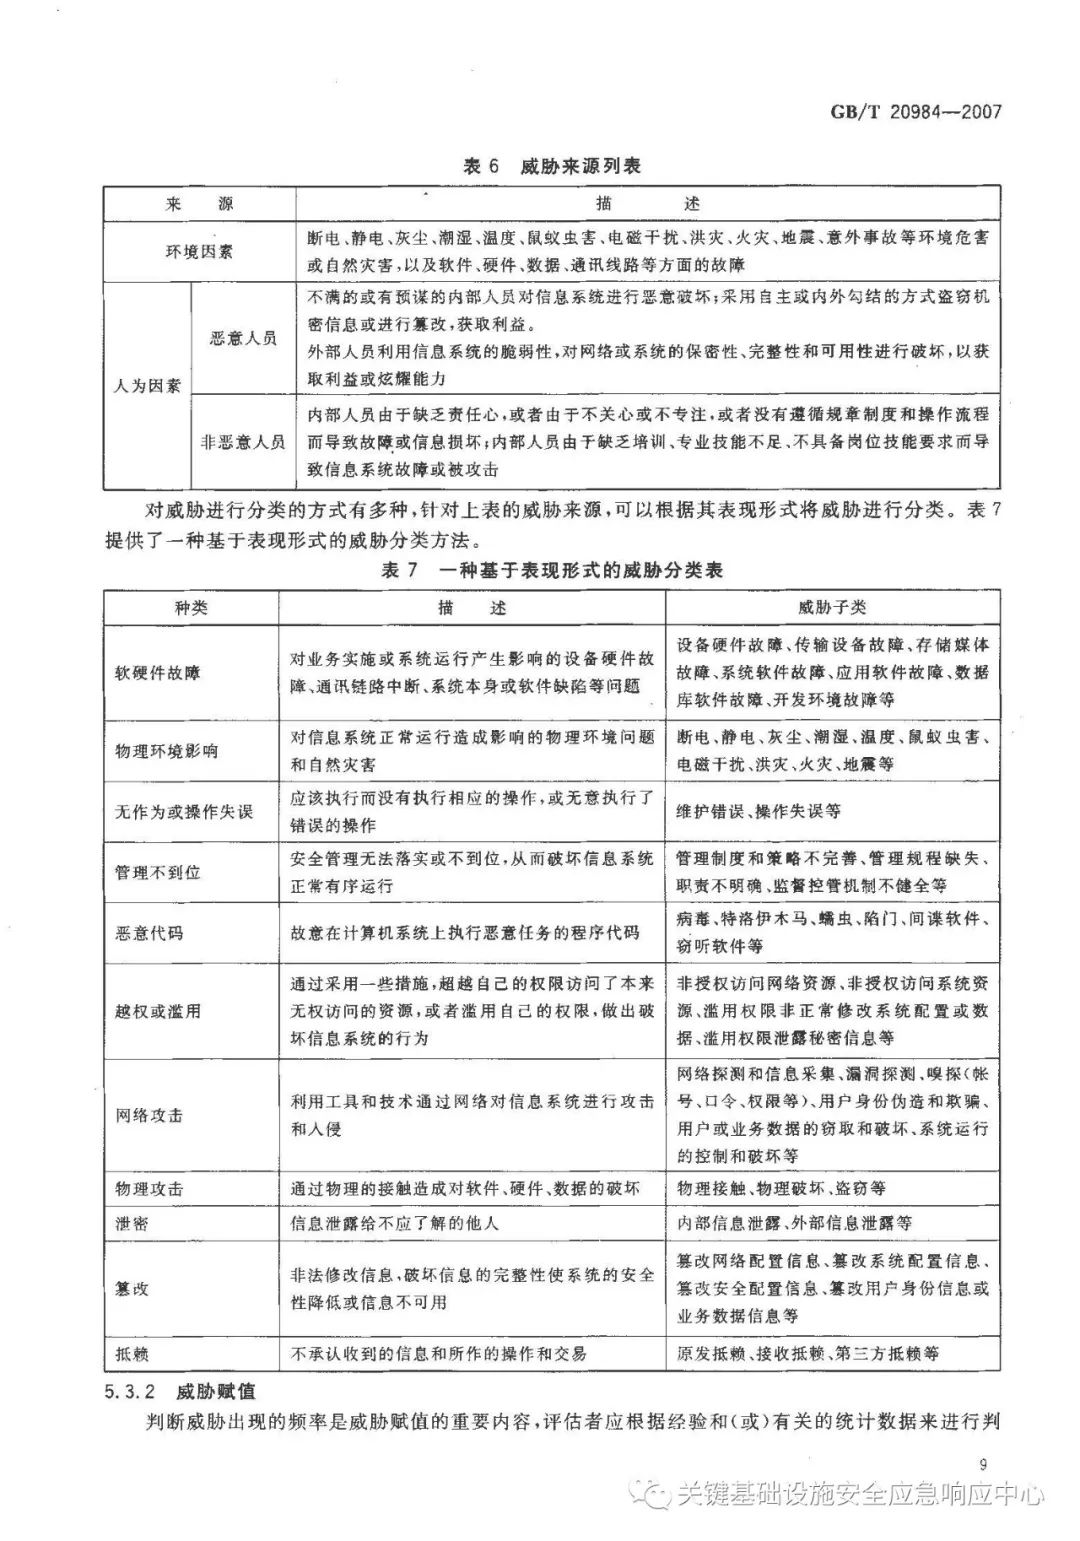 GB/T 20984—2007
表 6 威胁来源列表
来 源 描 述
环境因素
断电、静电、灰尘、潮湿、温度、鼠蚁虫害、电磁干扰、洪灾、火灾、地震、意外事故等环境危害
或自然灾害,以及软件、硬件、数据、通讯线路等方面的故障
人为因素
恶意人员
不满的或有预谋的内部人员对信息系统进行恶意破坏;采用自主或内外勾结的方式盗窃机
密信息或进行篡改,获取利益。
外部人员利用信息系统的脆弱性,对网络或系统的保密性、完整性和可用性进行破坏,以获
取利益或炫耀能力
非恶意人员
内部人员由于缺乏责任心,或者由于不关心或不专注,或者没有遵循规章制度和操作流程
而导致故障或信息损坏;内部人员由于缺乏培训、专业技能不足、不具备岗位技能要求而导
致信息系统故障或被攻击
对威胁进行分类的方式有多种,针对上表的威胁来源,可以根据其表现形式将威胁进行分类。表 7
提供了一种基于表现形式的威胁分类方法。
表 7 一种基于表现形式的威胁分类表
种类 描 述 威胁子类
软硬件故障
对业务实施或系统运行产生影响的设备硬件故
障、通讯链路中断、系统本身或软件缺陷等问题
设备硬件故障、传输设备故障、存储媒体
故障、系统软件故障、应用软件故障、数据
库软件故障、开发环境故障等
物理环境影响
对信息系统正常运行造成影响的物理环境问题
和自然灾害
断电、静电、灰尘、潮湿、温度、鼠蚁虫害、
电磁干扰、洪灾、火灾、地震等
无作为或操作失误
应该执行而没有执行相应的操作,或无意执行了
错误的操作
维护错误、操作失误等
管理不到位
安全管理无法落实或不到位,从而破坏信息系统
正常有序运行
管理制度和策略不完善、管理规程缺失、
职责不明确、监督控管机制不健全等
恶意代码
故意在计算机系统上执行恶意任务的程序代码
病毒、特洛伊木马、蠕虫、陷门、间谍软件、
窃听软件等
越权或滥用
通过采用一些措施,超越自己的权限访问了本来
无权访问的资源,或者滥用自己的权限,做出破
坏信息系统的行为
非授权访问网络资源、非授权访问系统资
源、滥用权限非正常修改系统配置或数
据、滥用权限泄露秘密信息等
网络攻击
利用工具和技术通过网络对信息系统进行攻击
和入侵
网络探测和信息采集、漏洞探测、嗅探(帐
号、口令、权限等)、用户身份伪造和欺骗、
用户或业务数据的窃取和破坏、系统运行
的控制和破坏等
物理攻击
通过物理的接触造成对软件、硬件、数据的破坏
物理接触、物理破坏、盗窃等
泄密
信息泄露给不应了解的他人
内部信息泄露、外部信息泄露等
篡改
非法修改信息,破坏信息的完整性使系统的安全
性降低或信息不可用
篡改网络配置信息、篡改系统配置信息、
篡改安全配置信息、篡改用户身份信息或
业务数据信息等
抵赖
不承认收到的信息和所作的操作和交易
原发抵赖、接收抵赖、第三方抵赖等
5.3.2 威胁赋值
判断威胁出现的频率是威胁赋值的重要内容,评估者应根据经验和(或)有关的统计数据来进行判
9
关键基础设施安全应急响应中心